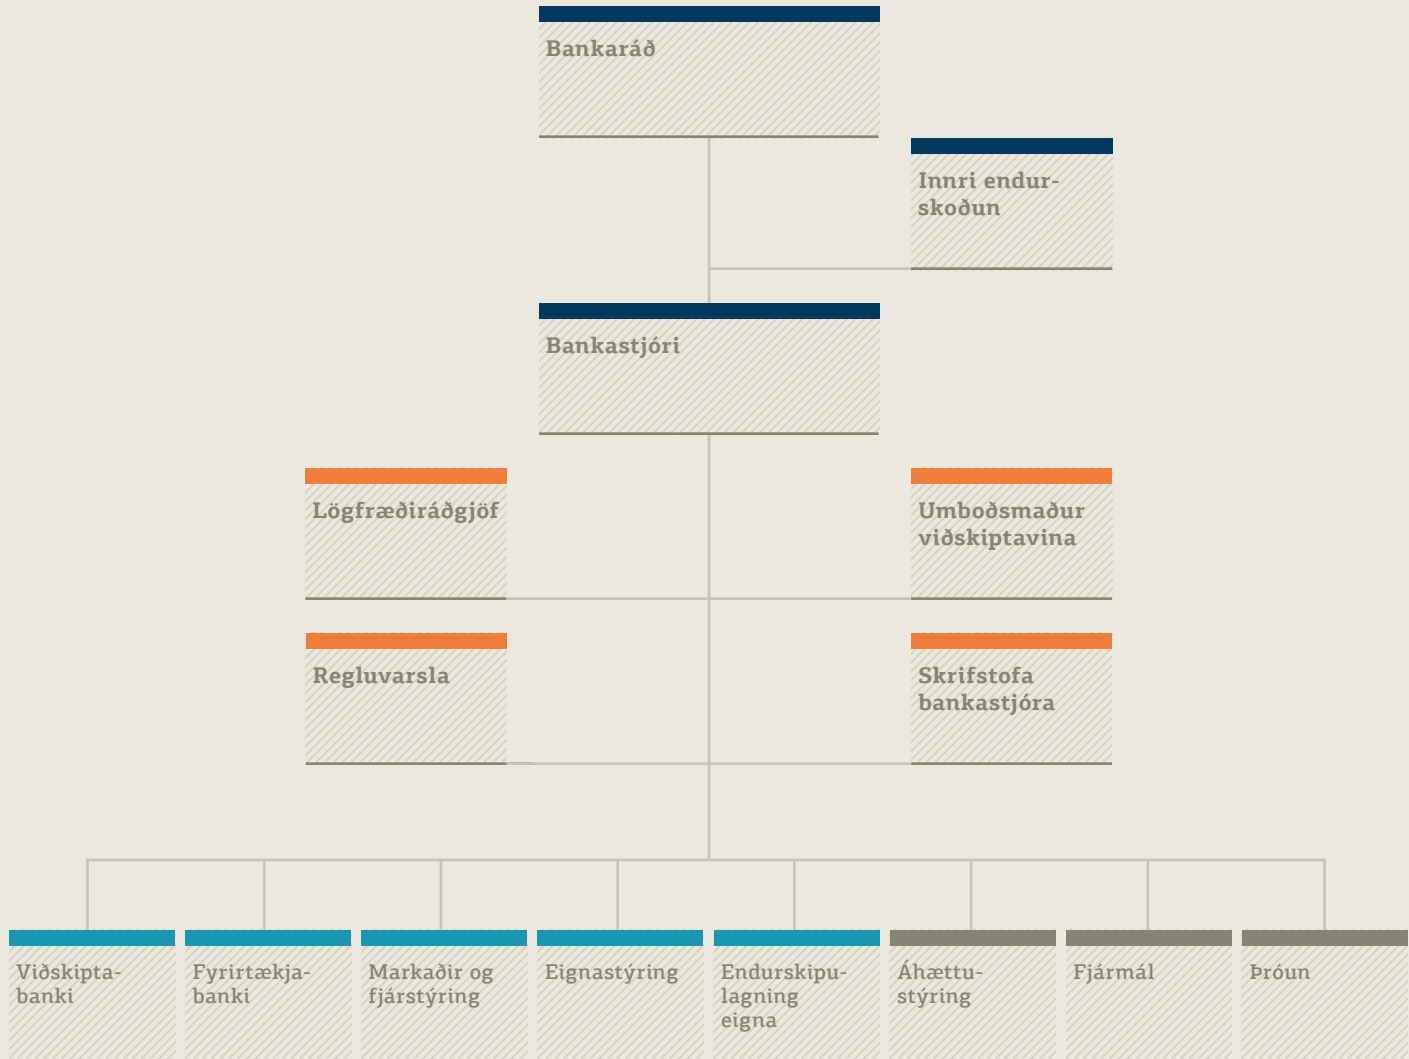 Bankaráð
Innri endur-
skoðun
Bankastjóri
Lögfræðiráðgjöf
Umboðsmaður
viðskiptavina
Regluvarsla
Skrifstofa
bankastjóra
Viðskipta-
banki
Fyrirtækja-
banki
Markaðir og
fjárstýring
Eignastýring
Endurskipu-
lagning
eigna
Áhættu-
stýring
Fjármál
Þróun